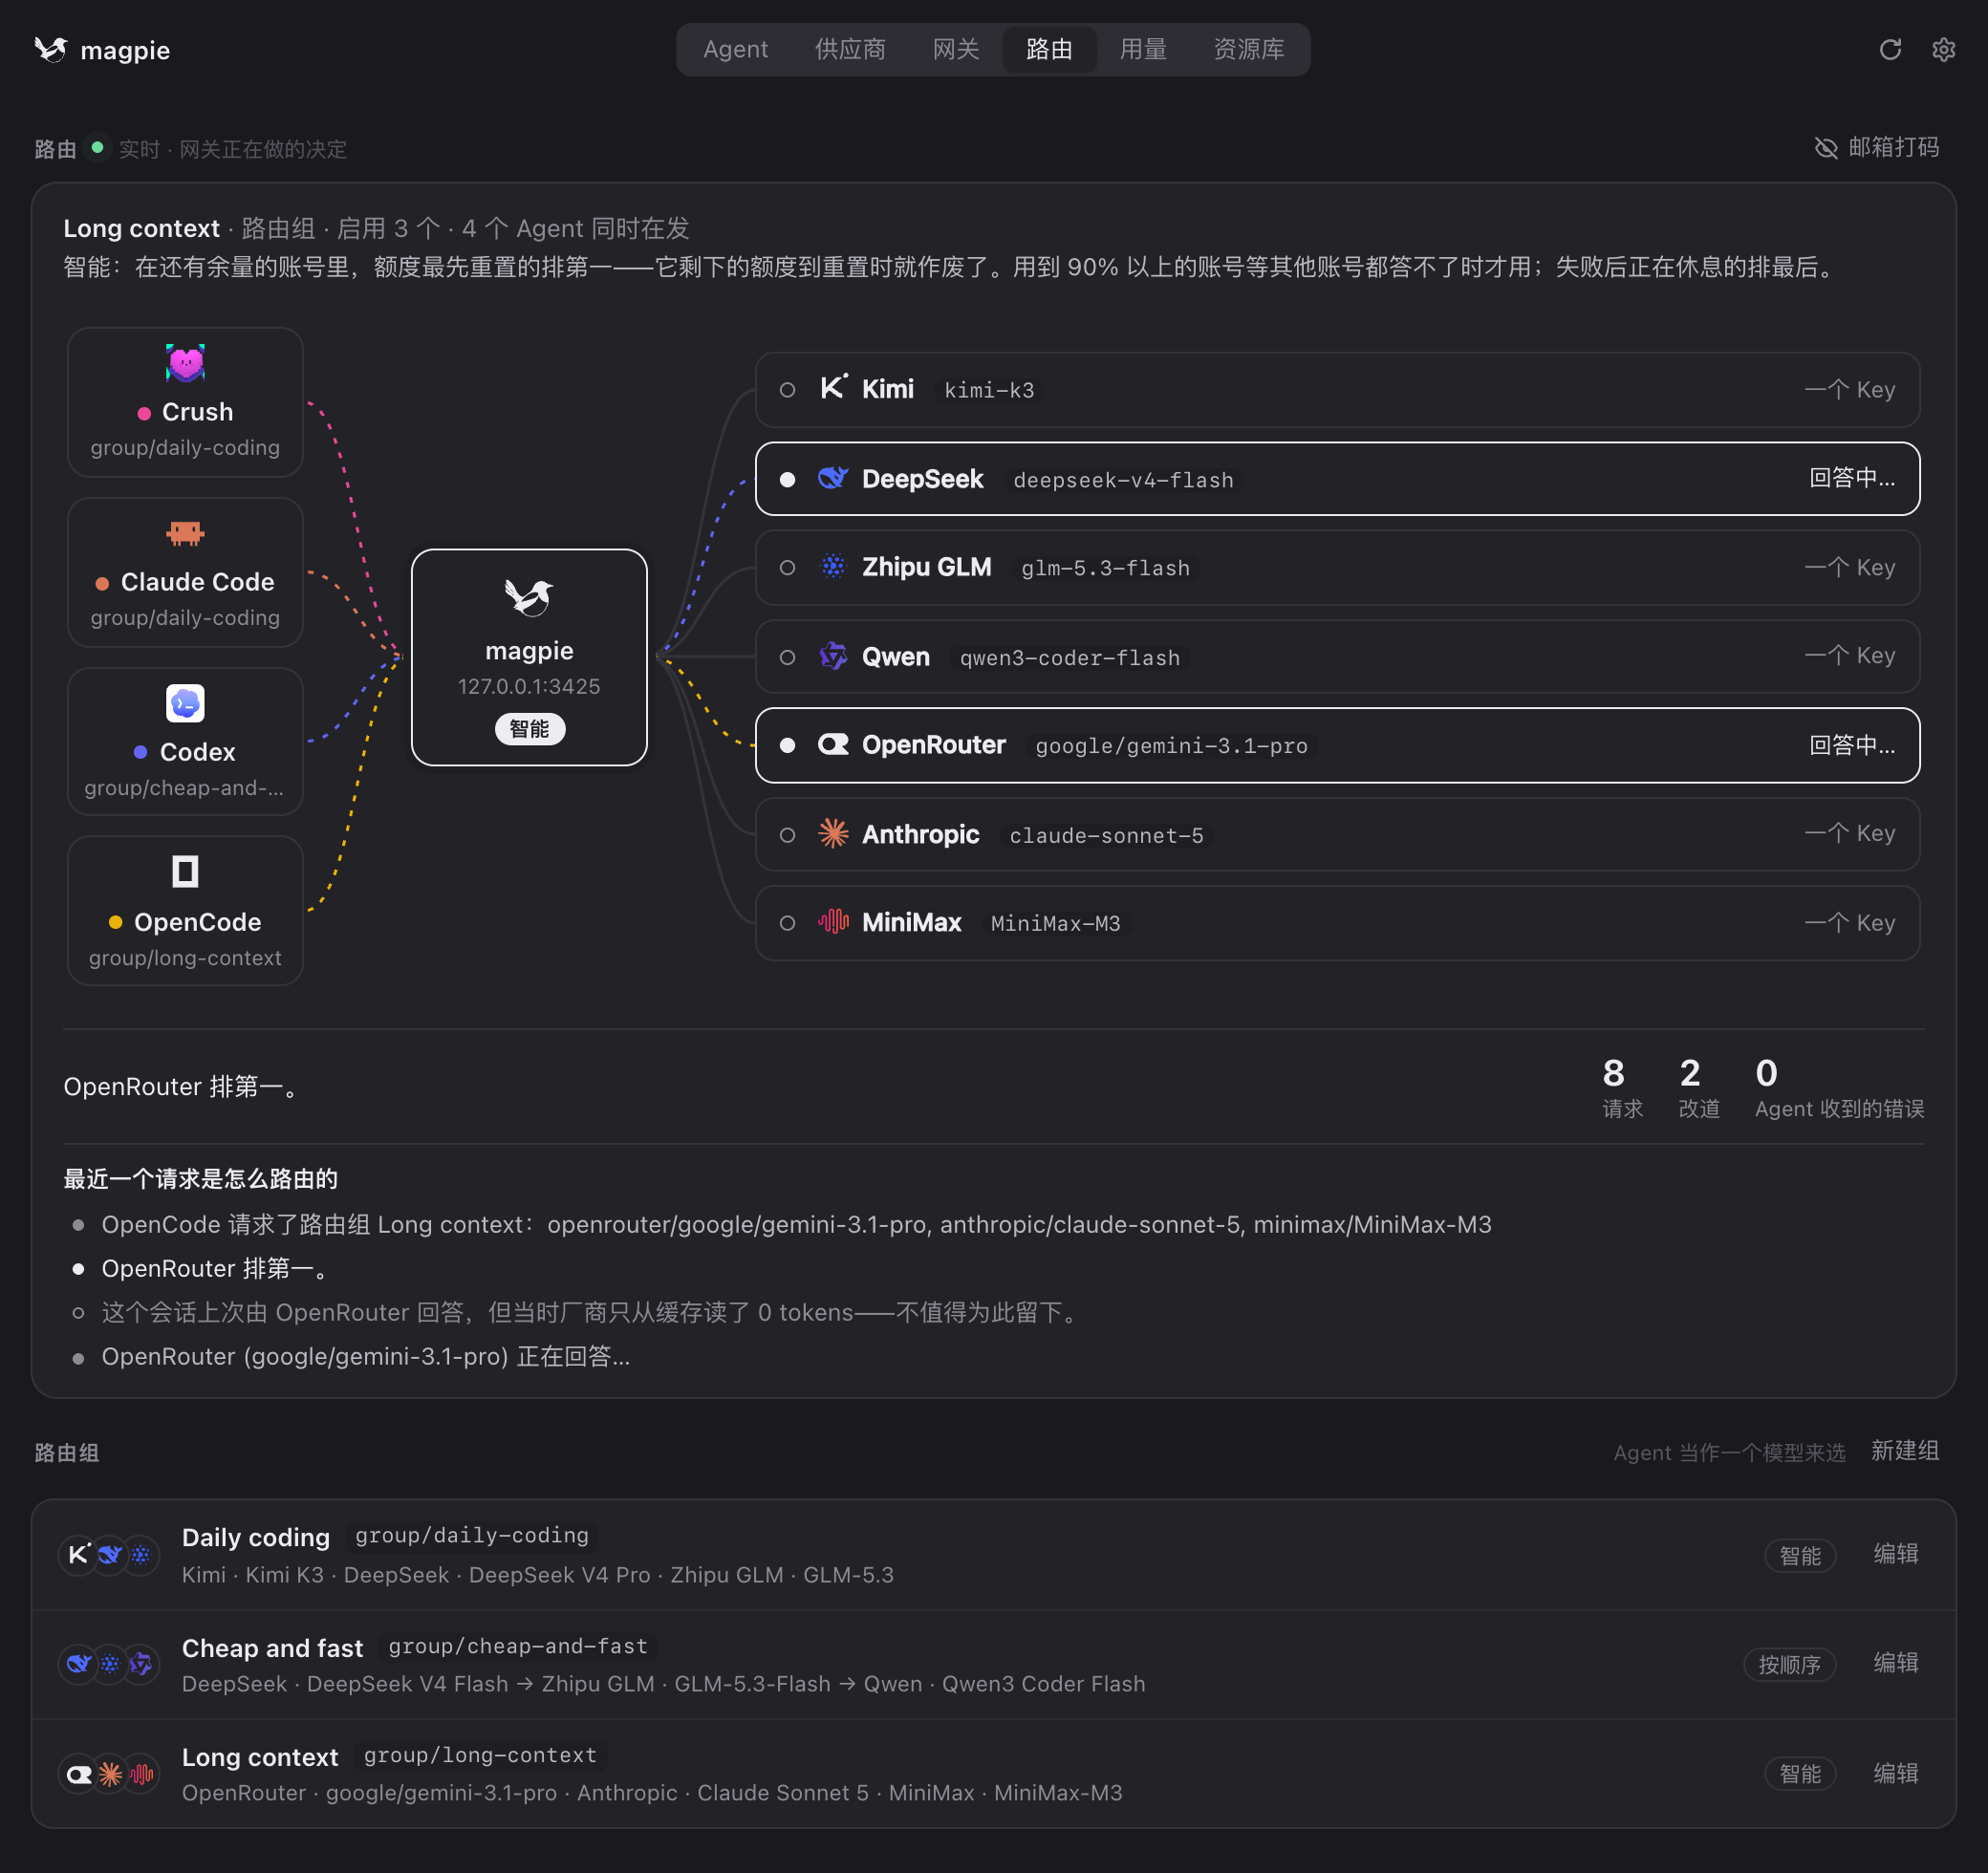 magpie
Agent 供应商 网关 路由 用量 资源库
路由 实时 · 网关正在做的决定
邮箱打码
Long context · 路由组 · 启用 3 个 · 4 个 Agent 同时在发
智能：在还有余量的账号里，额度最先重置的排第一——它剩下的额度到重置时就作废了。用到 90% 以上的账号等其他账号都答不了时才用；失败后正在休息的排最后。
Crush
group/daily-coding
Claude Code
group/daily-coding
Codex
group/cheap-and-...
OpenCode
group/long-context
magpie
127.0.0.1:3425
智能
Kimi kimi-k3 一个 Key
DeepSeek deepseek-v4-flash 回答中...
Zhipu GLM glm-5.3-flash 一个 Key
Qwen qwen3-coder-flash 一个 Key
OpenRouter google/gemini-3.1-pro 回答中...
Anthropic claude-sonnet-5 一个 Key
MiniMax MiniMax-M3 一个 Key
OpenRouter 排第一。
8 2 0
请求 改道 Agent 收到的错误
最近一个请求是怎么路由的
OpenCode 请求了路由组 Long context：openrouter/google/gemini-3.1-pro, anthropic/claude-sonnet-5, minimax/MiniMax-M3
OpenRouter 排第一。
这个会话上次由 OpenRouter 回答，但当时厂商只从缓存读了 0 tokens——不值得为此留下。
OpenRouter (google/gemini-3.1-pro) 正在回答...
路由组
Agent 当作一个模型来选 新建组
Daily coding group/daily-coding
Kimi · Kimi K3 · DeepSeek · DeepSeek V4 Pro · Zhipu GLM · GLM-5.3
智能 编辑
Cheap and fast group/cheap-and-fast
DeepSeek · DeepSeek V4 Flash → Zhipu GLM · GLM-5.3-Flash → Qwen · Qwen3 Coder Flash
按顺序 编辑
Long context group/long-context
OpenRouter · google/gemini-3.1-pro · Anthropic · Claude Sonnet 5 · MiniMax · MiniMax-M3
智能 编辑